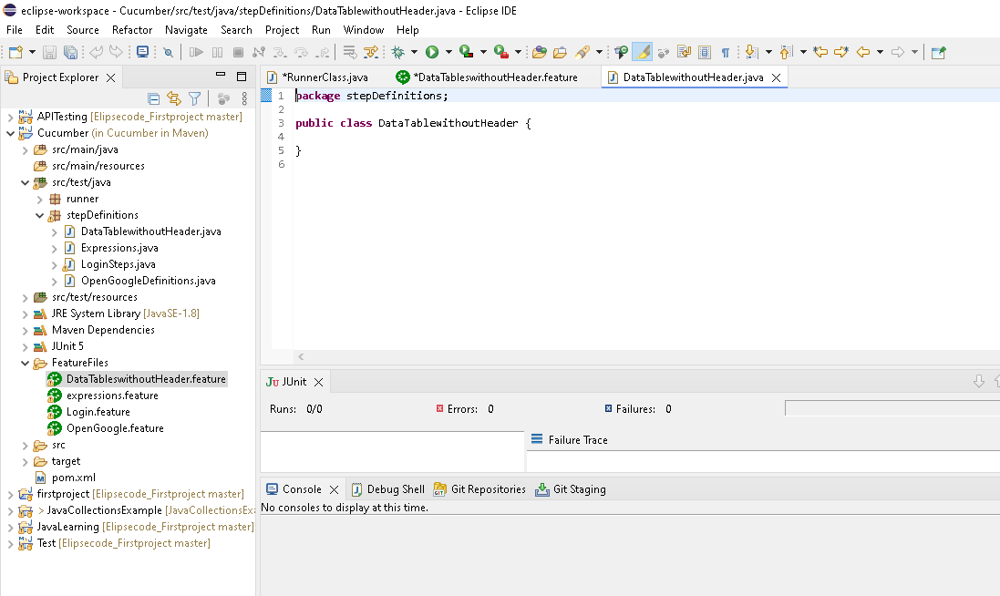 eclipse-workspace - Cucumber/src/test/java/stepDefinitions/DataTablewithoutHeader.java - Eclipse IDE
File Edit Source Refactor Navigate Search Project Run Window Help
Project Explorer
APITesting [Elipsecode_Firstproject master]
Cucumber (in Cucumber in Maven)
src/main/java
src/main/resources
src/test/java
runner
stepDefinitions
DataTablewithoutHeader.java
Expressions.java
LoginSteps.java
OpenGoogleDefinitions.java
src/test/resources
JRE System Library [JavaSE-1.8]
Maven Dependencies
JUnit 5
FeatureFiles
DataTableswithoutHeader.feature
expressions.feature
Login.feature
OpenGoogle.feature
src
target
pom.xml
firstproject [Elipsecode_Firstproject master]
> JavaCollectionsExample [JavaCollectionsExa
JavaLearning [Elipsecode_Firstproject master]
Test [Elipsecode_Firstproject master]
*RunnerClass.java *DataTableswithoutHeader.feature DataTablewithoutHeader.java
1 package stepDefinitions;
2
3 public class DataTablewithoutHeader {
4
5 }
6
JUnit
Runs: 0/0 Errors: 0 Failures: 0
Failure Trace
Console Debug Shell Git Repositories Git Staging
No consoles to display at this time.